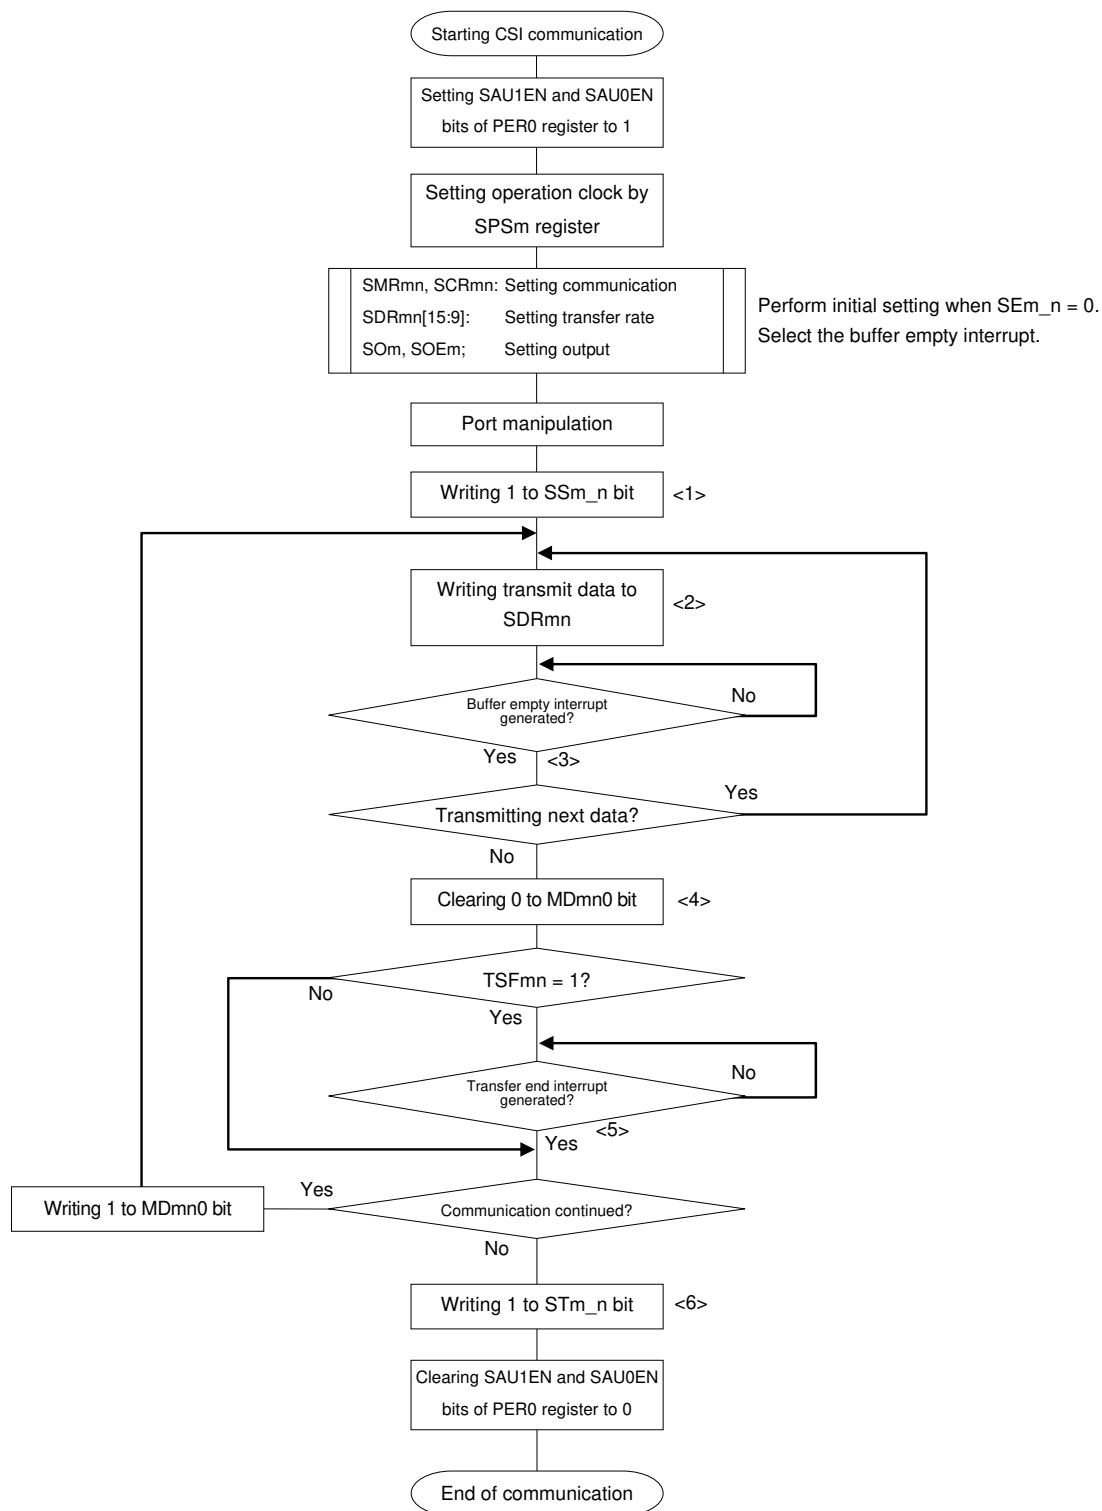 Starting CSI communication
Setting SAU1EN and SAU0EN
bits of PER0 register to 1
Setting operation clock by
SPSm register
SMRmn, SCRmn: Setting communication
SDRmn[15:9]: Setting transfer rate
SOm, SOEm; Setting output
Perform initial setting when SEm_n = 0.
Select the buffer empty interrupt.
Port manipulation
Writing 1 to SSm_n bit <1>
Writing transmit data to
SDRmn
<2>
Buffer empty interrupt
generated?
No
Yes <3>
Transmitting next data?
Yes
No
Clearing 0 to MDmn0 bit <4>
TSFmn = 1?
No
Yes
Transfer end interrupt
generated?
No
Yes <5>
Communication continued?
Yes
Writing 1 to MDmn0 bit
No
Writing 1 to STm_n bit <6>
Clearing SAU1EN and SAU0EN
bits of PER0 register to 0
End of communication